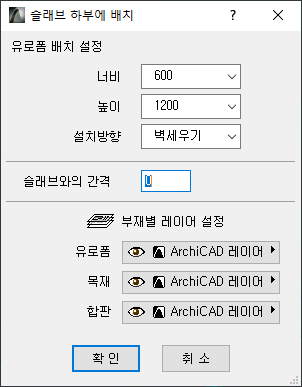 슬래브 하부에 배치
유로폼 배치 설정
너비 600
높이 1200
설치방향 벽세우기
슬래브와의 간격 0
부재별 레이어 설정
유로폼 ArchiCAD 레이어
목재 ArchiCAD 레이어
합판 ArchiCAD 레이어
확 인 취 소